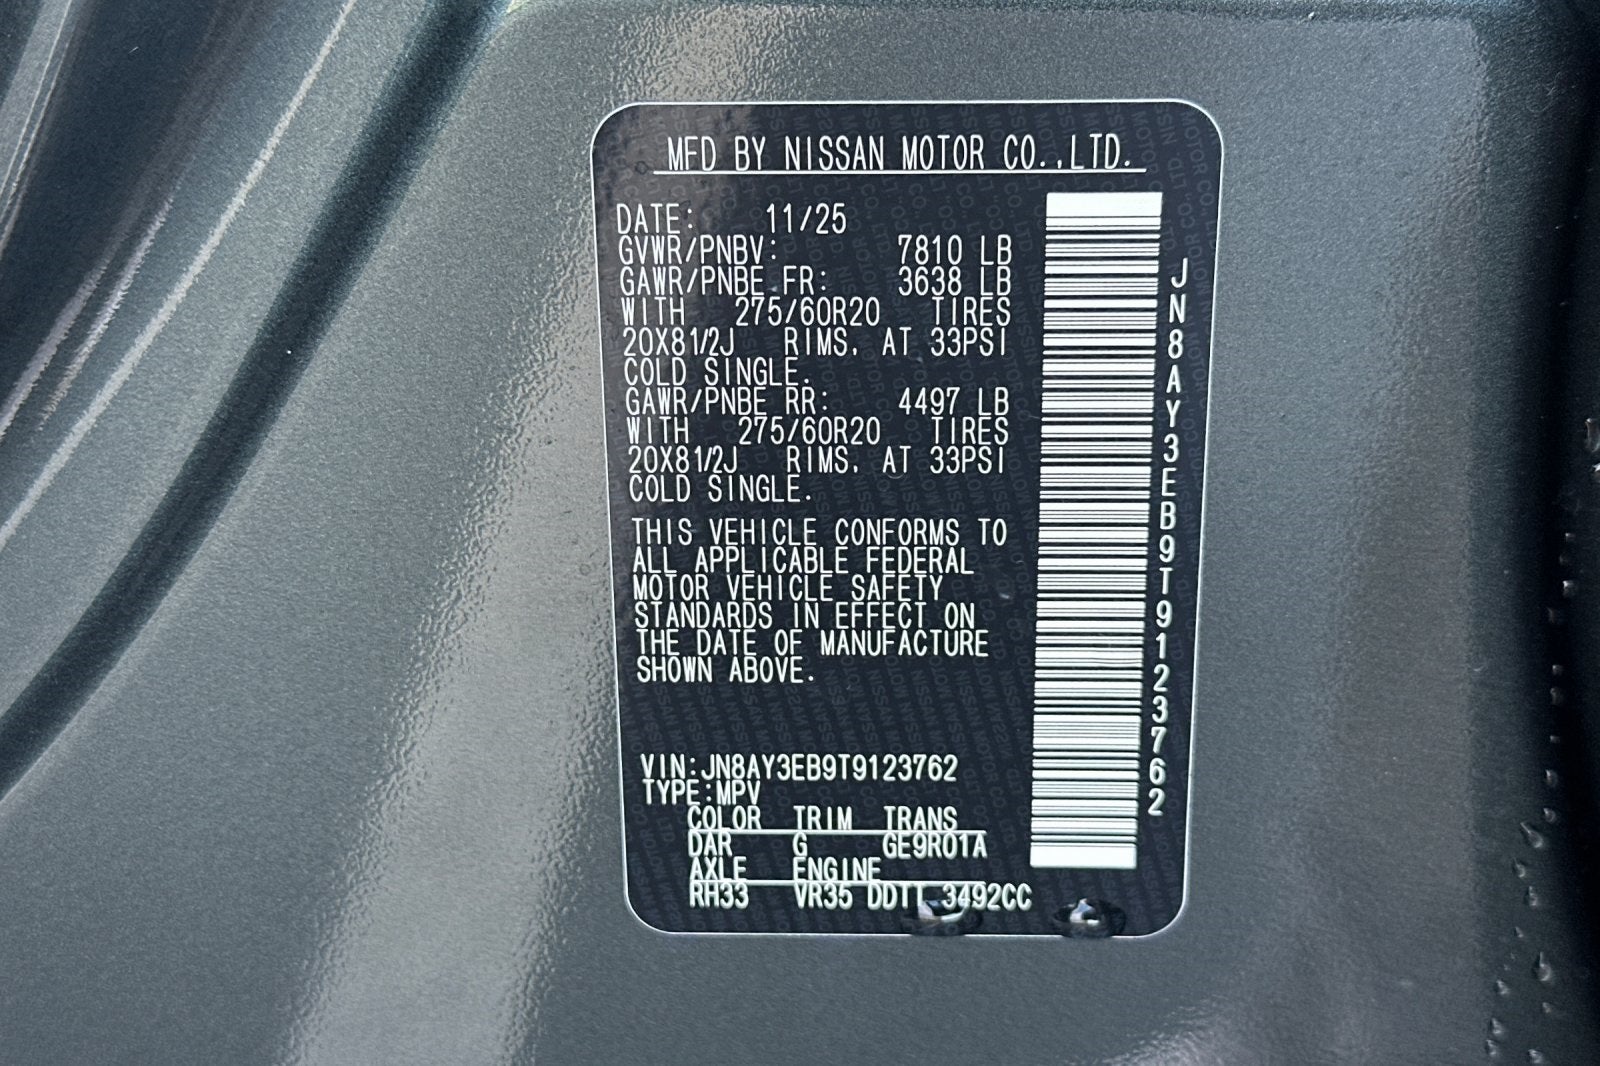 MFD BY NISSAN MOTOR CO.,LTD.
DATE: 11/25
GVWR/PNBV: 7810 LB
GAWR/PNBE FR: 3638 LB
WITH 275/60R20 TIRES
20X81/2J RIMS, AT 33PSI
COLD SINGLE.
GAWR/PNBE RR: 4497 LB
WITH 275/60R20 TIRES
20X81/2J RIMS, AT 33PSI
COLD SINGLE.
THIS VEHICLE CONFORMS TO
ALL APPLICABLE FEDERAL
MOTOR VEHICLE SAFETY
STANDARDS IN EFFECT ON
THE DATE OF MANUFACTURE
SHOWN ABOVE.
VIN:JN8AY3EB9T9123762
TYPE:MPV
COLOR TRIM TRANS
DAR G GE9R01A
AXLE ENGINE
RH33 VR35 DDTT 3492CC
JN8AY3EB9T9123762